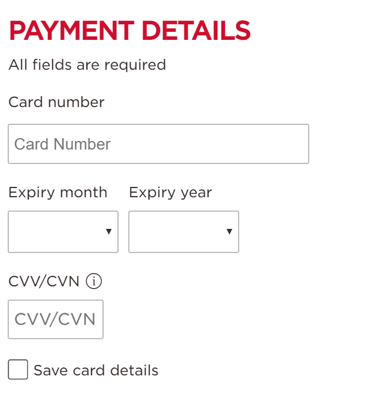 PAYMENT DETAILS
All fields are required
Card number
Card Number
Expiry month Expiry year
CVV/CVN
CVV/CVN
Save card details